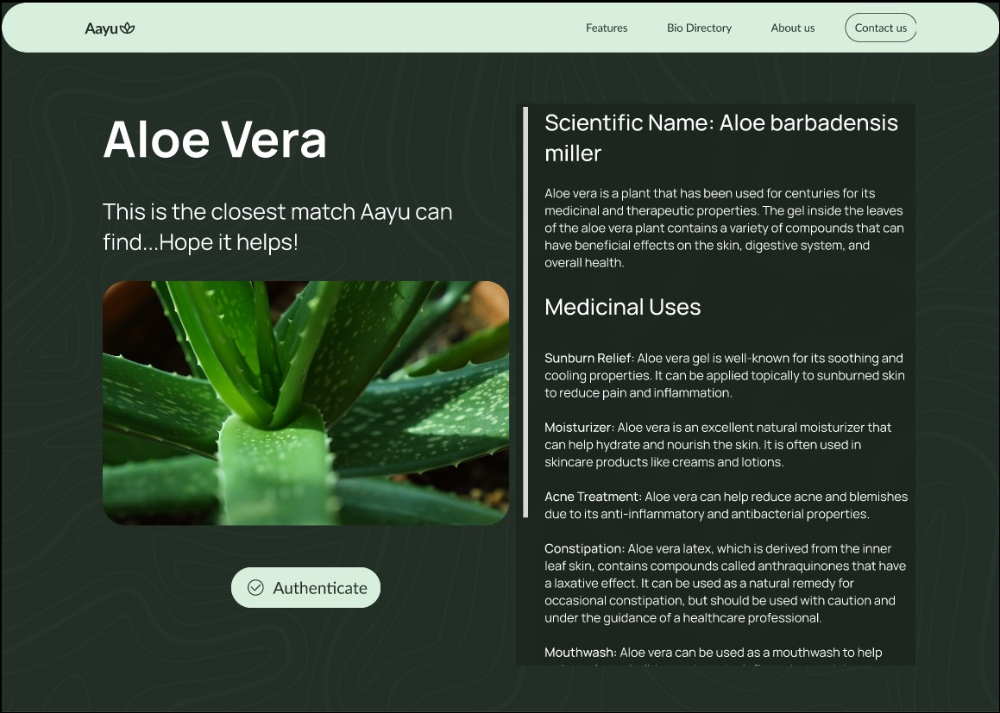 Aayu
Features
Bio Directory
About us
Contact us
Aloe Vera
This is the closest match Aayu can
find...Hope it helps!
Authenticate
Scientific Name: Aloe barbadensis
miller
Aloe vera is a plant that has been used for centuries for its
medicinal and therapeutic properties. The gel inside the leaves
of the aloe vera plant contains a variety of compounds that can
have beneficial effects on the skin, digestive system, and
overall health.
Medicinal Uses
Sunburn Relief: Aloe vera gel is well-known for its soothing and
cooling properties. It can be applied topically to sunburned skin
to reduce pain and inflammation.
Moisturizer: Aloe vera is an excellent natural moisturizer that
can help hydrate and nourish the skin. It is often used in
skincare products like creams and lotions.
Acne Treatment: Aloe vera can help reduce acne and blemishes
due to its anti-inflammatory and antibacterial properties.
Constipation: Aloe vera latex, which is derived from the inner
leaf skin, contains compounds called anthraquinones that have
a laxative effect. It can be used as a natural remedy for
occasional constipation, but should be used with caution and
under the guidance of a healthcare professional.
Mouthwash: Aloe vera can be used as a mouthwash to help